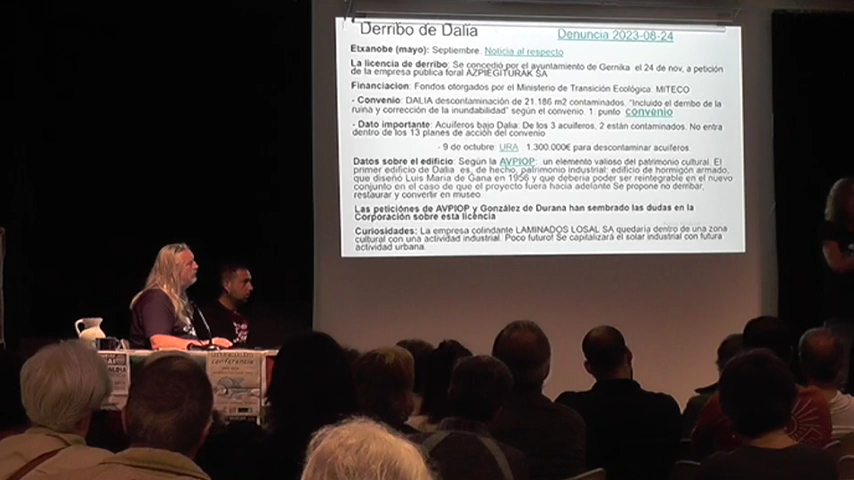 Derribo de Dalia
Denuncia 2023-08-24
Etxanobe (mayo): Septiembre. Noticia al respecto
La licencia de derribo: Se concedió por el ayuntamiento de Gernika el 24 de nov, a petición
de la empresa pública foral AZPIEGITURAK SA
Financiacion: Fondos otorgados por el Ministerio de Transición Ecológica. MITECO
- Convenio: DALIA descontaminación de 21.186 m2 contaminados. "Incluido el derribo de la
ruina y corrección de la inundabilidad" según el convenio. 1. punto convenio
- Dato importante: Acuíferos bajo Dalia: De los 3 acuíferos, 2 están contaminados. No entra
dentro de los 13 planes de acción del convenio
- 9 de octubre: URA 1.300.000€ para descontaminar acuíferos.
Datos sobre el edificio: Según la AVPIOP: un elemento valioso del patrimonio cultural. El
primer edificio de Dalia es, de hecho, patrimonio industrial: edificio de hormigón armado,
que diseñó Luis María de Gana en 1956 y que debería poder ser reintegrable en el nuevo
conjunto en el caso de que el proyecto fuera hacia adelante Se propone no derribar,
restaurar y convertir en museo.
Las peticiónes de AVPIOP y González de Durana han sembrado las dudas en la
Corporación sobre esta licencia
Curiosidades: La empresa colindante LAMINADOS LOSAL SA quedaría dentro de una zona
cultural con una actividad industrial. Poco futuro! Se capitalizará el solar industrial con futura
actividad urbana.
conferencia